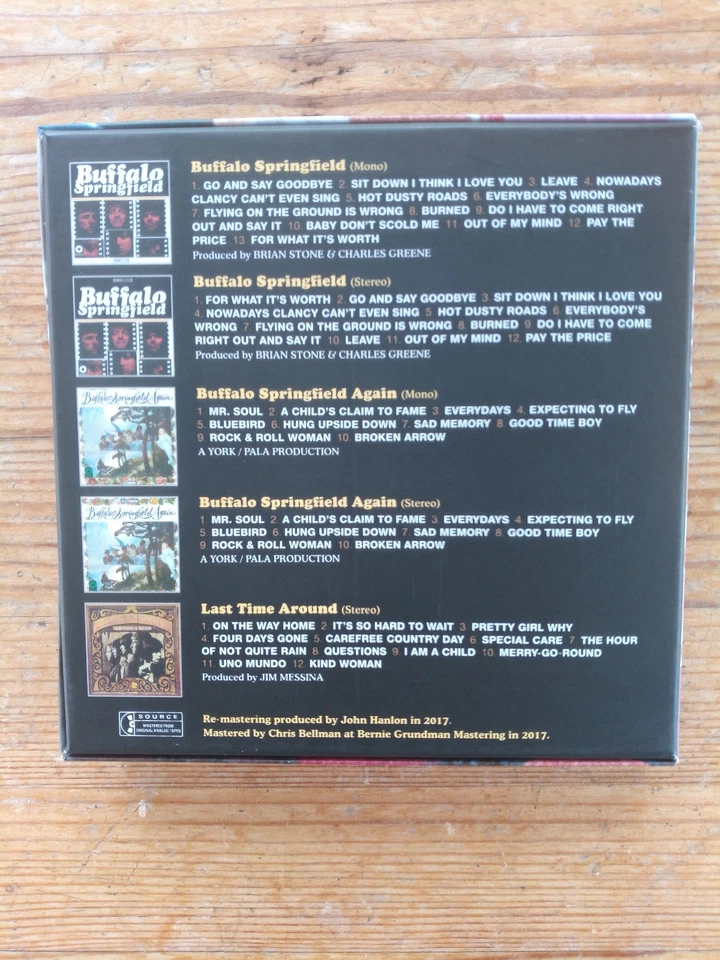 Buffalo Springfield
Buffalo Springfield (Mono)
1. GO AND SAY GOODBYE 2. SIT DOWN I THINK I LOVE YOU 3. LEAVE 4. NOWADAYS
CLANCY CAN'T EVEN SING 5. HOT DUSTY ROADS 6. EVERYBODY'S WRONG
7. FLYING ON THE GROUND IS WRONG 8. BURNED 9. DO I HAVE TO COME RIGHT
OUT AND SAY IT 10. BABY DON'T SCOLD ME 11 OUT OF MY MIND 12. PAY THE
PRICE 13. FOR WHAT IT'S WORTH
Produced by BRIAN STONE & CHARLES GREENE
Buffalo Springfield
Buffalo Springfield (Stereo)
1. FOR WHAT IT'S WORTH 2. GO AND SAY GOODBYE 3 SIT DOWN I THINK I LOVE YOU
4. NOWADAYS CLANCY CAN'T EVEN SING 5 HOT DUSTY ROADS 6. EVERYBODY'S
WRONG 7. FLYING ON THE GROUND IS WRONG 8. BURNED 9. DO I HAVE TO COME
RIGHT OUT AND SAY IT 10. LEAVE 11. OUT OF MY MIND 12. PAY THE PRICE
Produced by BRIAN STONE & CHARLES GREENE
Buffalo Springfield Again
Buffalo Springfield Again (Mono)
1 MR. SOUL 2 A CHILD'S CLAIM TO FAME 3. EVERYDAYS 4. EXPECTING TO FLY
5. BLUEBIRD 6. HUNG UPSIDE DOWN 7. SAD MEMORY 8 GOOD TIME BOY
9 ROCK & ROLL WOMAN 10 BROKEN ARROW
A YORK / PALA PRODUCTION
Buffalo Springfield Again
Buffalo Springfield Again (Stereo)
1 MR. SOUL 2 A CHILD'S CLAIM TO FAME 3 EVERYDAYS 4 EXPECTING TO FLY
5 BLUEBIRD 6 HUNG UPSIDE DOWN 7. SAD MEMORY 8. GOOD TIME BOY
9. ROCK & ROLL WOMAN 10. BROKEN ARROW
A YORK / PALA PRODUCTION
Last Time Around (Stereo)
1. ON THE WAY HOME 2 IT'S SO HARD TO WAIT 3 PRETTY GIRL WHY
4. FOUR DAYS GONE 5. CAREFREE COUNTRY DAY 6 SPECIAL CARE 7 THE HOUR
OF NOT QUITE RAIN 8 QUESTIONS 9. I AM A CHILD 10. MERRY-GO-ROUND
11 UNO MUNDO 12. KIND WOMAN
Produced by JIM MESSINA
SOURCE
MASTERED FROM
ORIGINAL ANALOG TAPES
Re-mastering produced by John Hanlon in 2017.
Mastered by Chris Bellman at Bernie Grundman Mastering in 2017.